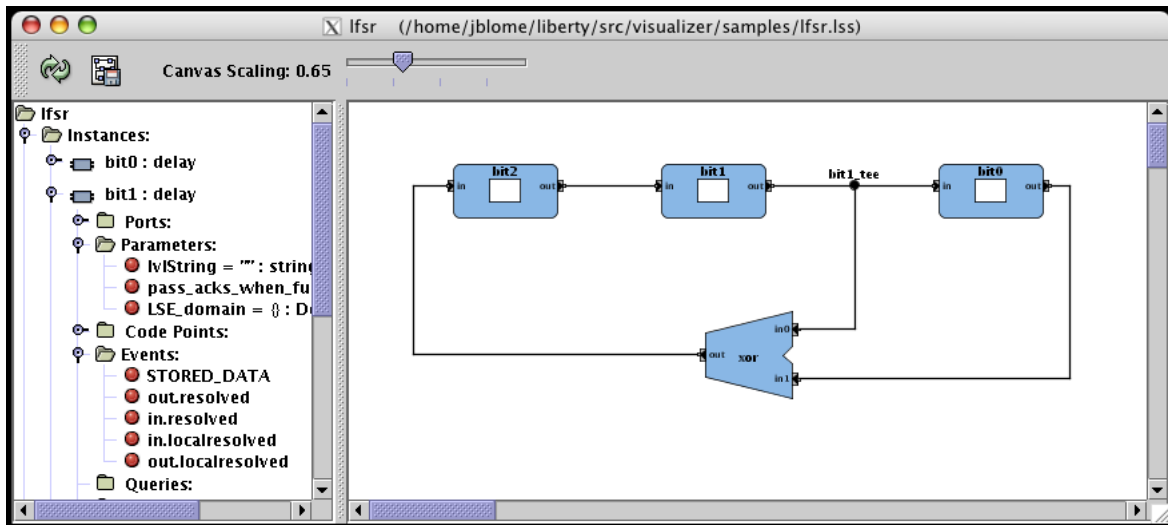 lfsr (/home/jblome/liberty/src/visualizer/samples/lfsr.lss)
Canvas Scaling: 0.65
lfsr
Instances:
bit0 : delay
bit1 : delay
Ports:
Parameters:
lvlString = "" : string
pass_acks_when_fu
LSE_domain = {} : D
Code Points:
Events:
STORED_DATA
out.resolved
in.resolved
in.localresolved
out.localresolved
Queries:
bit2
in out
bit1
in out
bit1_tee
bit0
in out
in0
out xor
in1